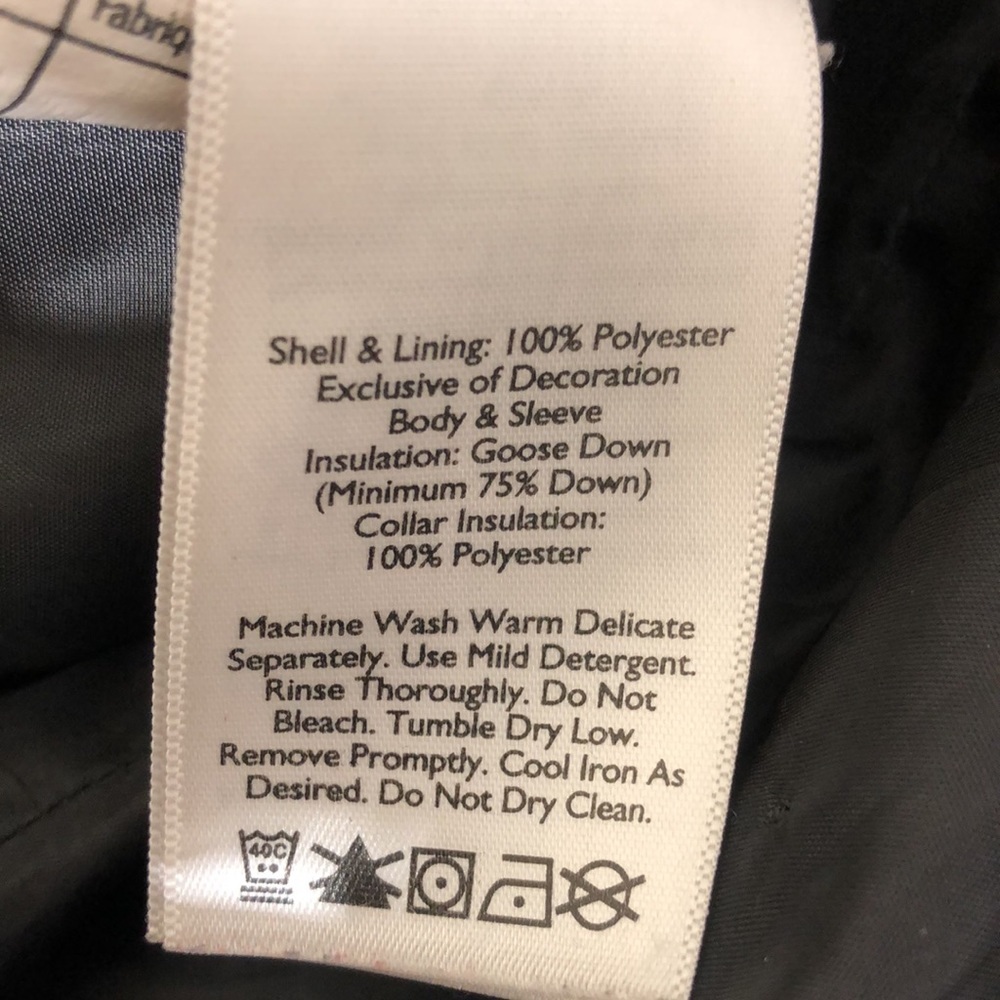 Shell & Lining: 100% Polyester
Exclusive of Decoration
Body & Sleeve
Insulation: Goose Down
(Minimum 75% Down)
Collar Insulation:
100% Polyester
Machine Wash Warm Delicate
Separately. Use Mild Detergent.
Rinse Thoroughly. Do Not
Bleach. Tumble Dry Low.
Remove Promptly. Cool Iron As
Desired. Do Not Dry Clean.
40C